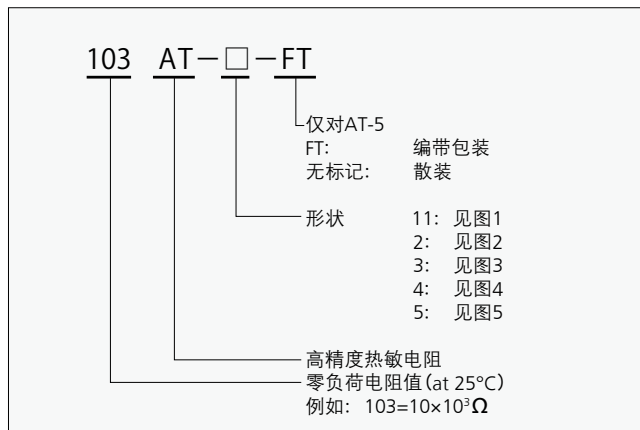 103 AT－□－FT
仅对AT-5
FT: 编带包装
无标记: 散装
形状 11: 见图1
2: 见图2
3: 见图3
4: 见图4
5: 见图5
高精度热敏电阻
零负荷电阻值(at 25°C)
例如: 103=10×10³Ω